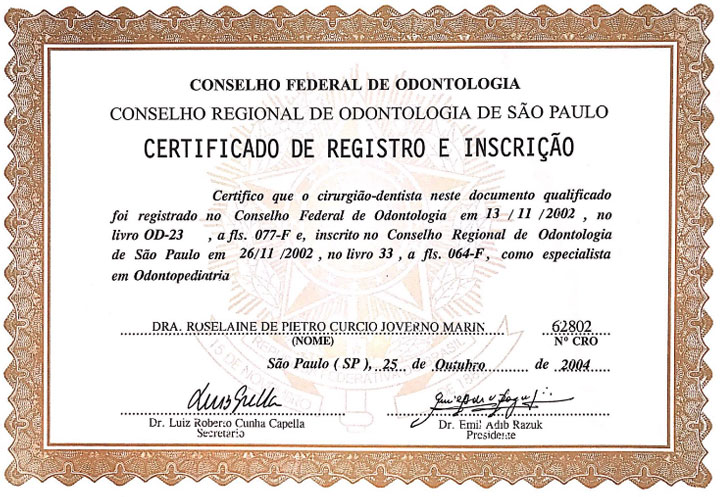 CONSELHO FEDERAL DE ODONTOLOGIA
CONSELHO REGIONAL DE ODONTOLOGIA DE SÃO PAULO
CERTIFICADO DE REGISTRO E INSCRIÇÃO
Certifico que o cirurgião-dentista neste documento qualificado
foi registrado no Conselho Federal de Odontologia em 13 / 11 / 2002 , no
livro OD-23 , a fls. 077-F e, inscrito no Conselho Regional de Odontologia
de São Paulo em 26/11 /2002 , no livro 33 , a fls. 064-F , como especialista
em Odontopediatria
DRA. ROSELAINE DE PIETRO CURCIO JOVERNO MARIN 62802
(NOME) Nº CRO
São Paulo ( SP ), 25 de Outubro de 2004
Dr. Luiz Roberto Cunha Capella Dr. Emil Adib Razuk
Secretário Presidente